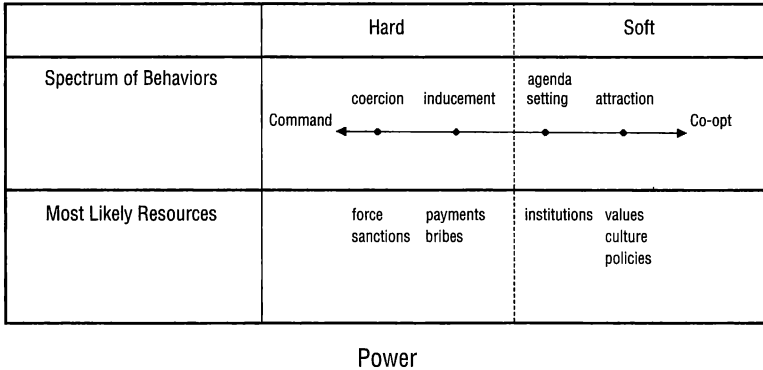 Hard Soft
Spectrum of Behaviors
agenda
coercion inducement setting attraction
Command Co-opt
Most Likely Resources
force payments institutions values
sanctions bribes culture
policies
Power